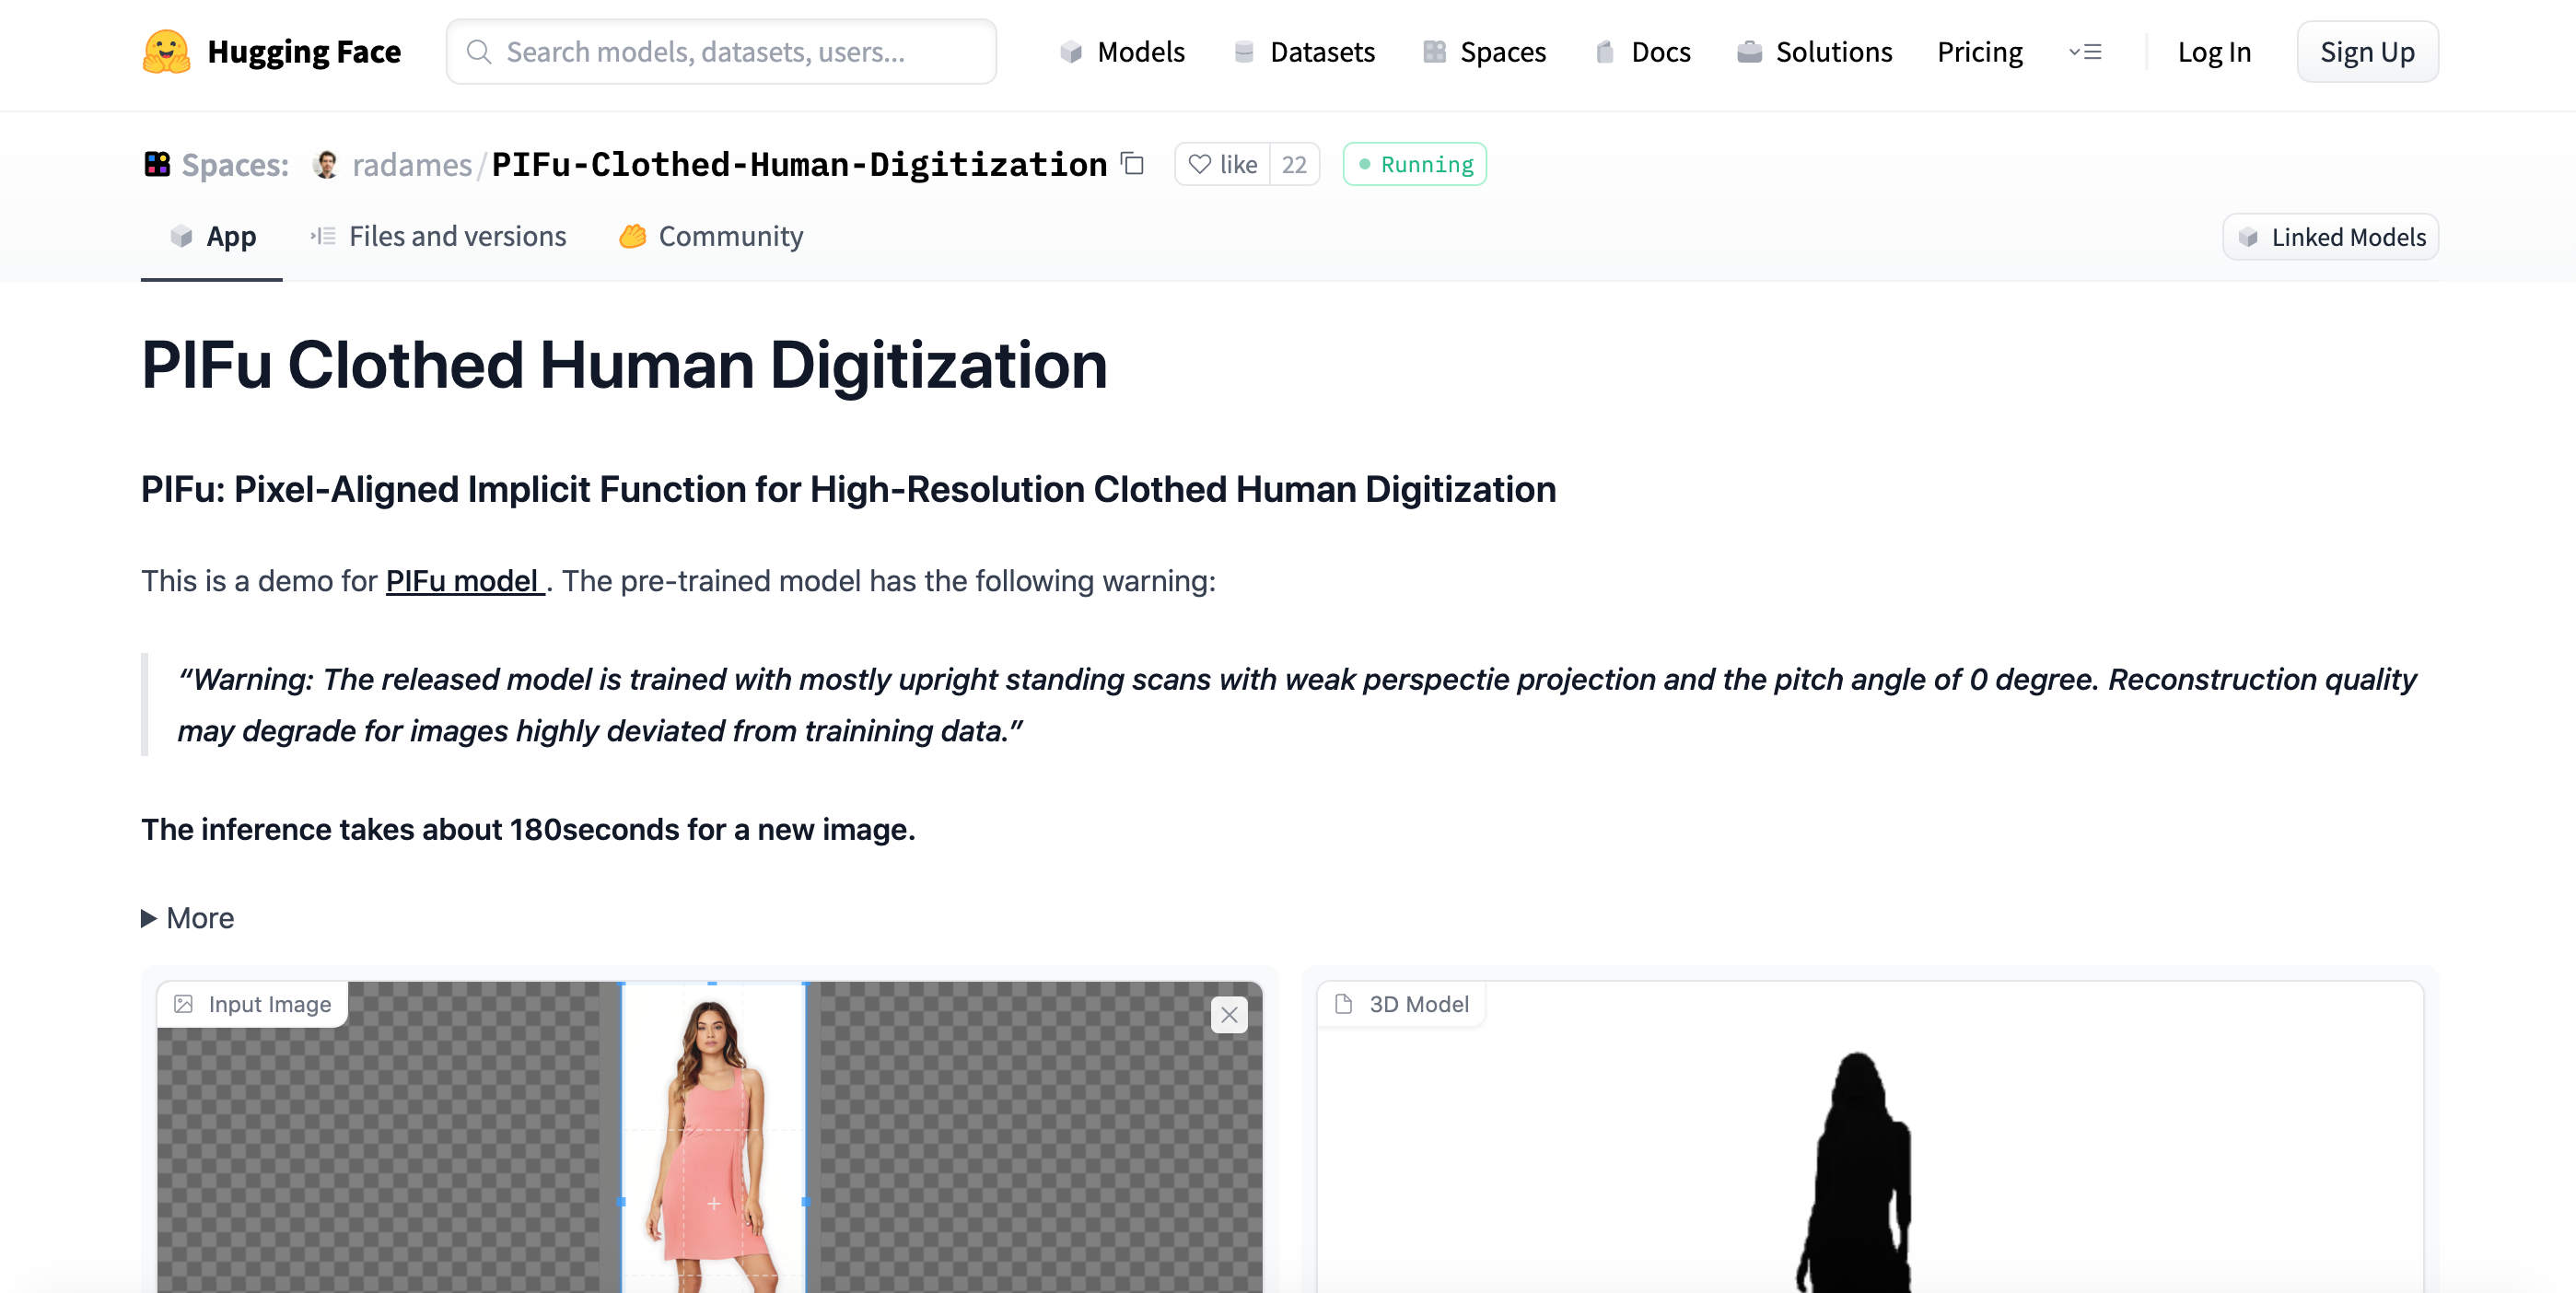 Hugging Face
Search models, datasets, users...
Models
Datasets
Spaces
Docs
Solutions
Pricing
Log In
Sign Up
Spaces:
radames/PIFu-Clothed-Human-Digitization
like 22
Running
App
Files and versions
Community
Linked Models
PIFu Clothed Human Digitization
PIFu: Pixel-Aligned Implicit Function for High-Resolution Clothed Human Digitization
This is a demo for PIFu model . The pre-trained model has the following warning:
“Warning: The released model is trained with mostly upright standing scans with weak perspectie projection and the pitch angle of 0 degree. Reconstruction quality
may degrade for images highly deviated from trainining data.”
The inference takes about 180seconds for a new image.
More
Input Image
3D Model